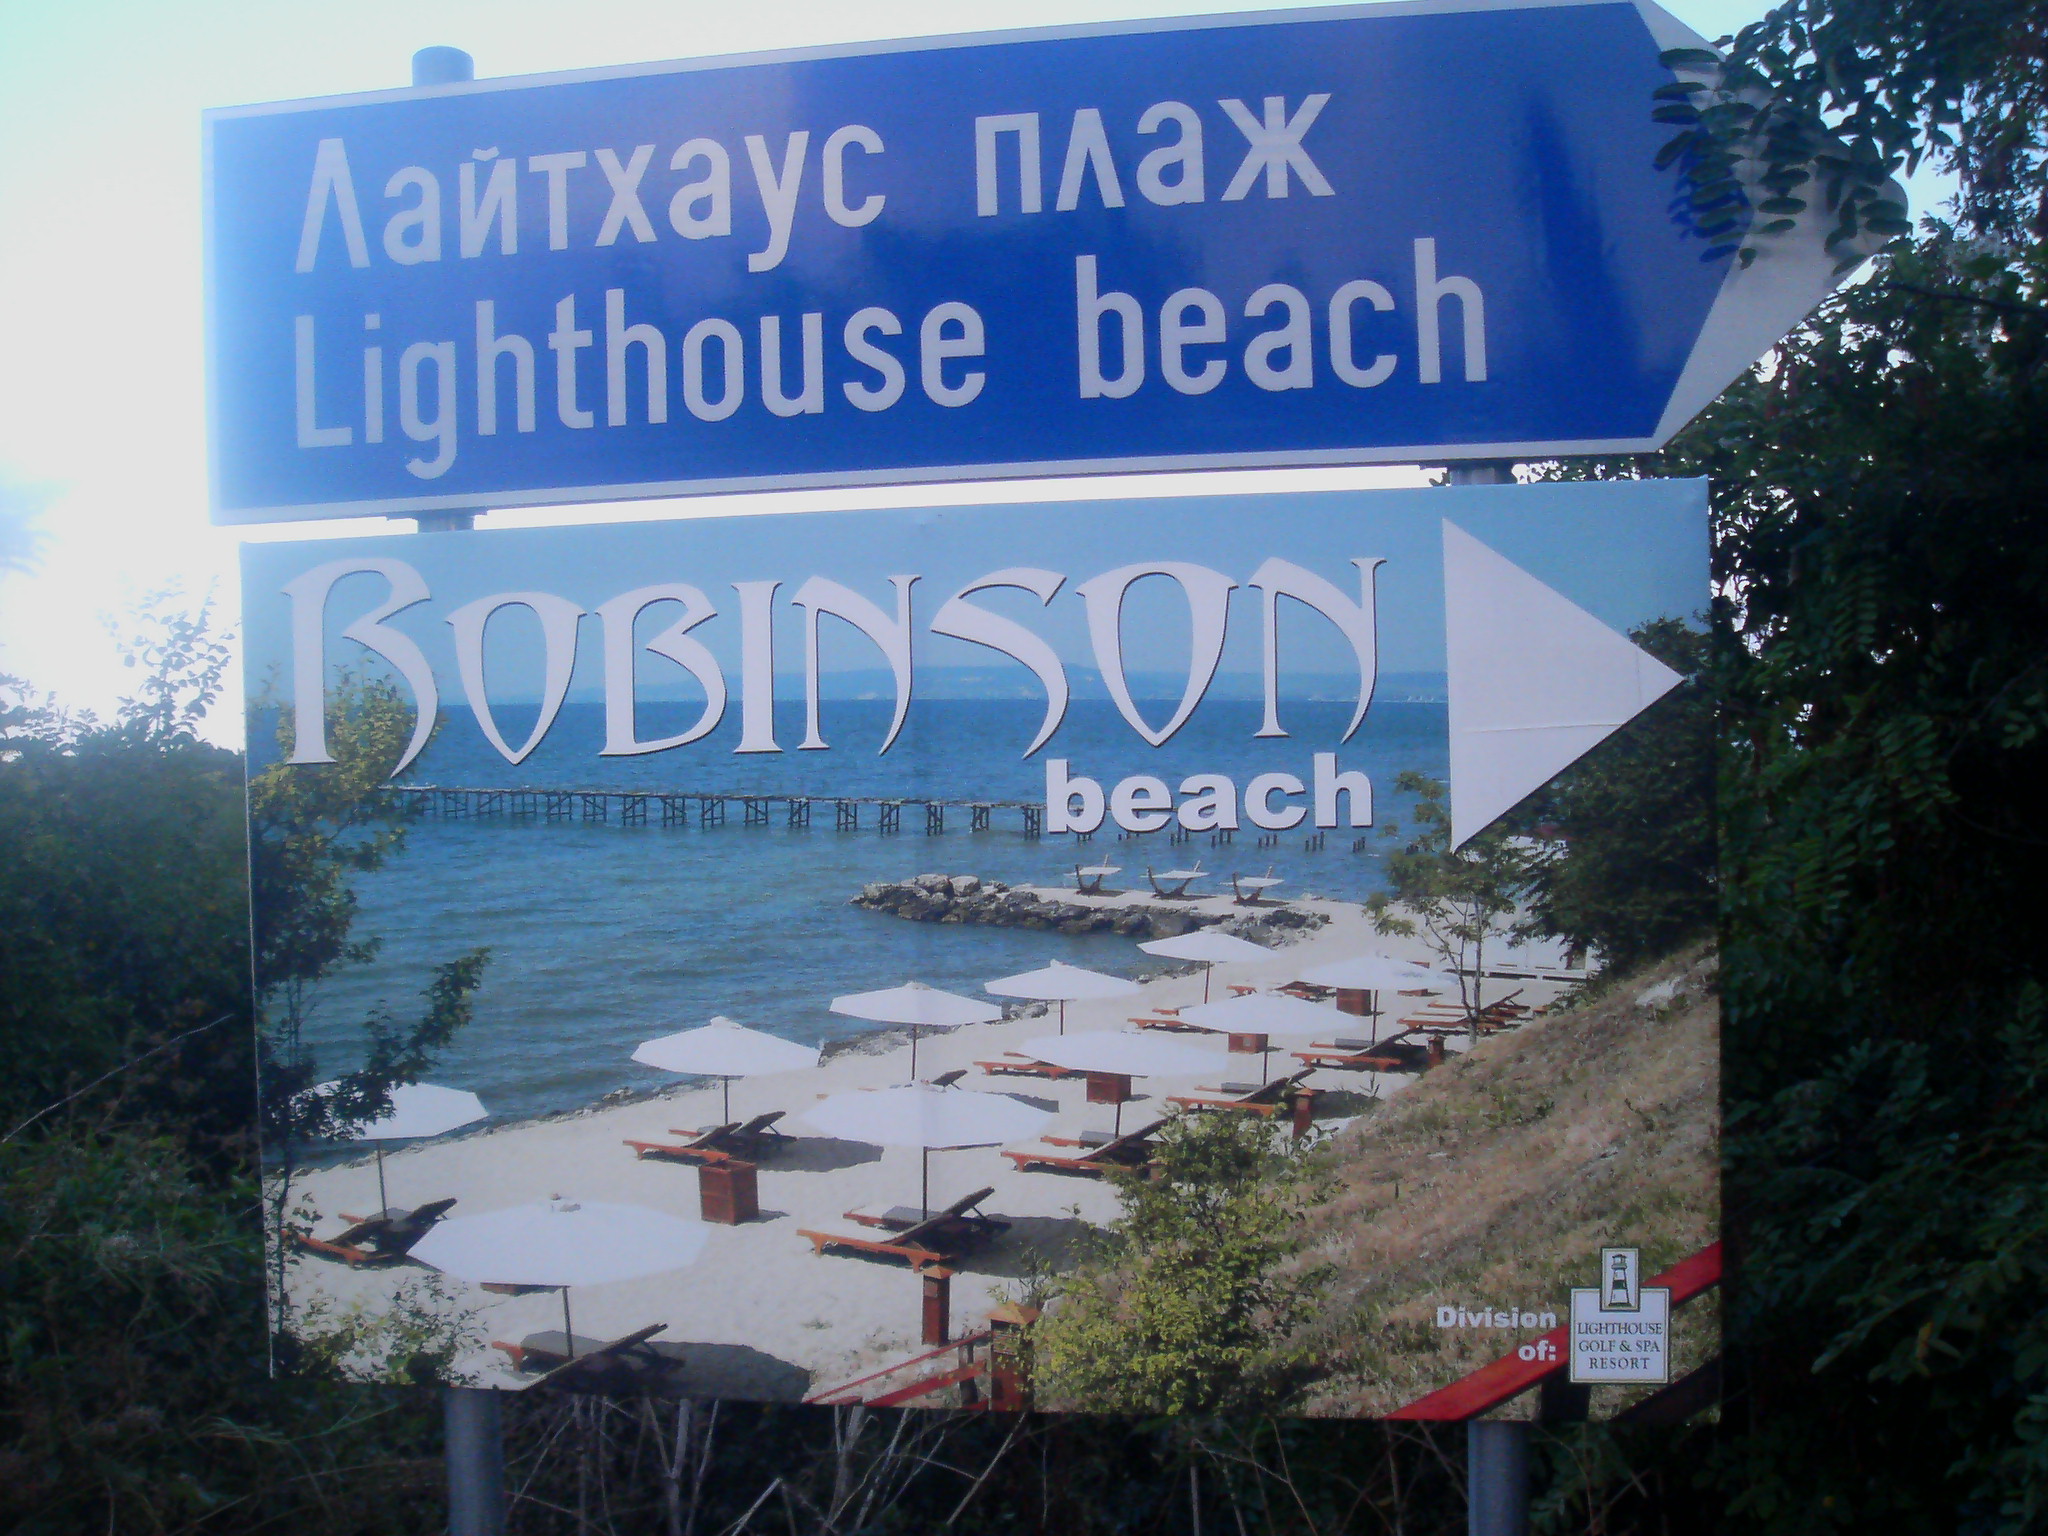 Лайтхаус плаж
Lighthouse beach
ROBINSON
beach
Division
of:
LIGHTHOUSE
GOLF & SPA
RESORT